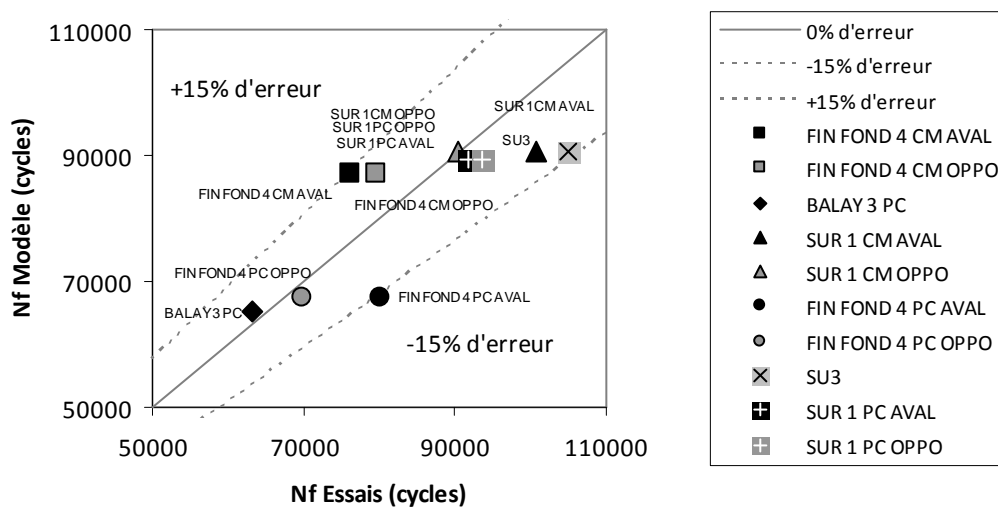 110000
90000
70000
50000
Nf Modèle (cycles)
+15% d'erreur
SUR 1 CM OPPO
SUR 1 PC OPPO
SUR 1 PC AVAL
SUR 1 CM AVAL
SU3
FIN FOND 4 CM AVAL
FIN FOND 4 CM OPPO
FIN FOND 4 PC OPPO
BALAY 3 PC
FIN FOND 4 PC AVAL
-15% d'erreur
50000 70000 90000 110000
Nf Essais (cycles)
0% d'erreur
-15% d'erreur
+15% d'erreur
FIN FOND 4 CM AVAL
FIN FOND 4 CM OPPO
BALAY 3 PC
SUR 1 CM AVAL
SUR 1 CM OPPO
FIN FOND 4 PC AVAL
FIN FOND 4 PC OPPO
SU3
SUR 1 PC AVAL
SUR 1 PC OPPO